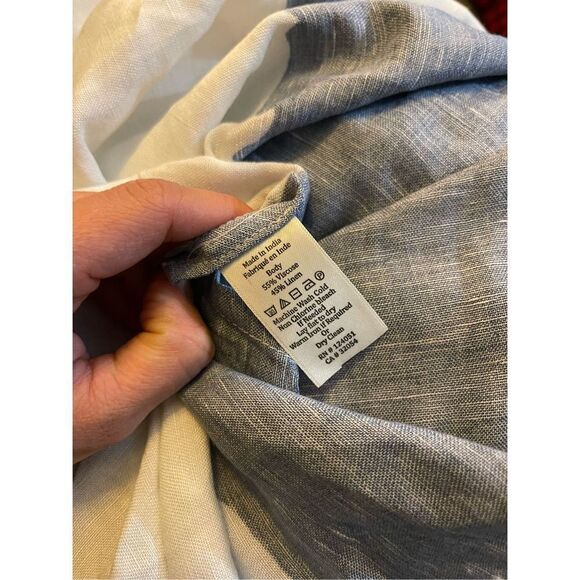 Made in India
Fabriqué en Inde
Body
55% Viscose
45% Linen
Machine Wash Cold
Non Chlorine bleach
If Needed
Lay flat to dry
Warm Iron if Required
Or
Dry Clean
RN # 124051
CA # 32054